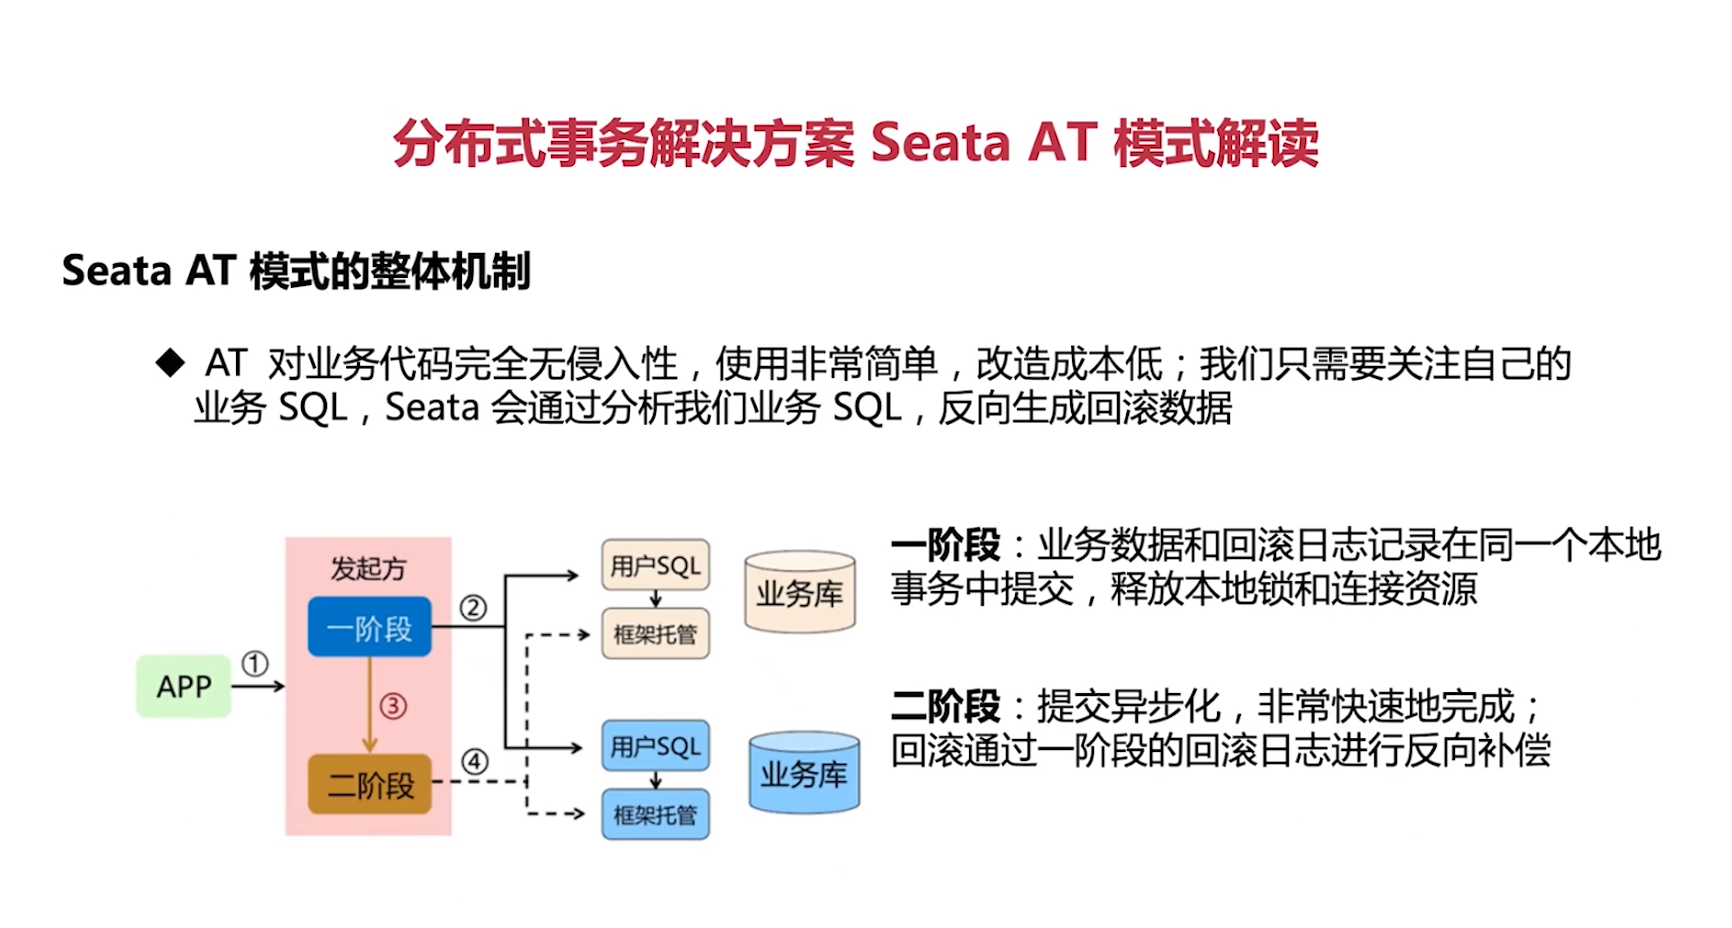 分布式事务解决方案 Seata AT 模式解读
Seata AT 模式的整体机制
◆ AT 对业务代码完全无侵入性，使用非常简单，改造成本低；我们只需要关注自己的
业务 SQL，Seata 会通过分析我们业务 SQL，反向生成回滚数据
发起方
一阶段
二阶段
APP
①
②
③
④
用户SQL
框架托管
业务库
用户SQL
框架托管
业务库
一阶段：业务数据和回滚日志记录在同一个本地
事务中提交，释放本地锁和连接资源
二阶段：提交异步化，非常快速地完成；
回滚通过一阶段的回滚日志进行反向补偿